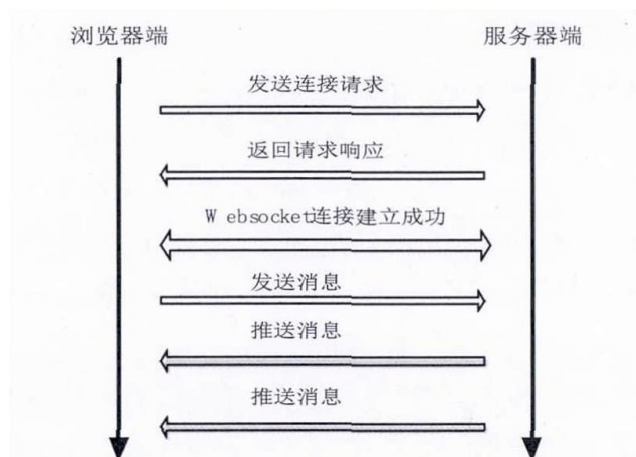 浏览器端
服务器端
发送连接请求
返回请求响应
Websocket连接建立成功
发送消息
推送消息
推送消息